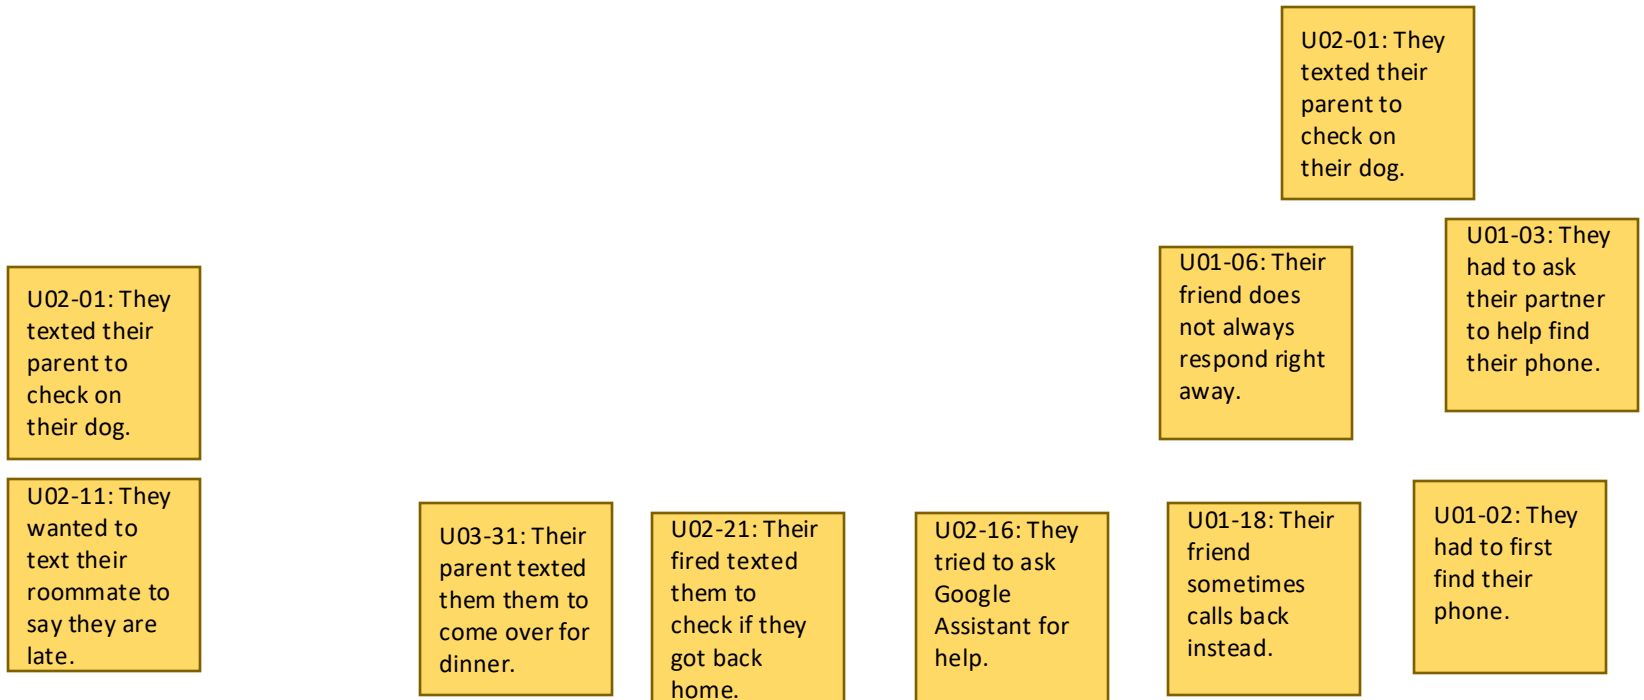 U02-01: They
texted their
parent to
check on
their dog.
U01-03: They
had to ask
their partner
to help find
their phone.
U01-06: Their
friend does
not always
respond right
away.
U02-01: They
texted their
parent to
check on
their dog.
U02-11: They
wanted to
text their
roommate to
say they are
late.
U03-31: Their
parent texted
them them to
come over for
dinner.
U02-21: Their
fired texted
them to
check if they
got back
home.
U02-16: They
tried to ask
Google
Assistant for
help.
U01-18: Their
friend
sometimes
calls back
instead.
U01-02: They
had to first
find their
phone.